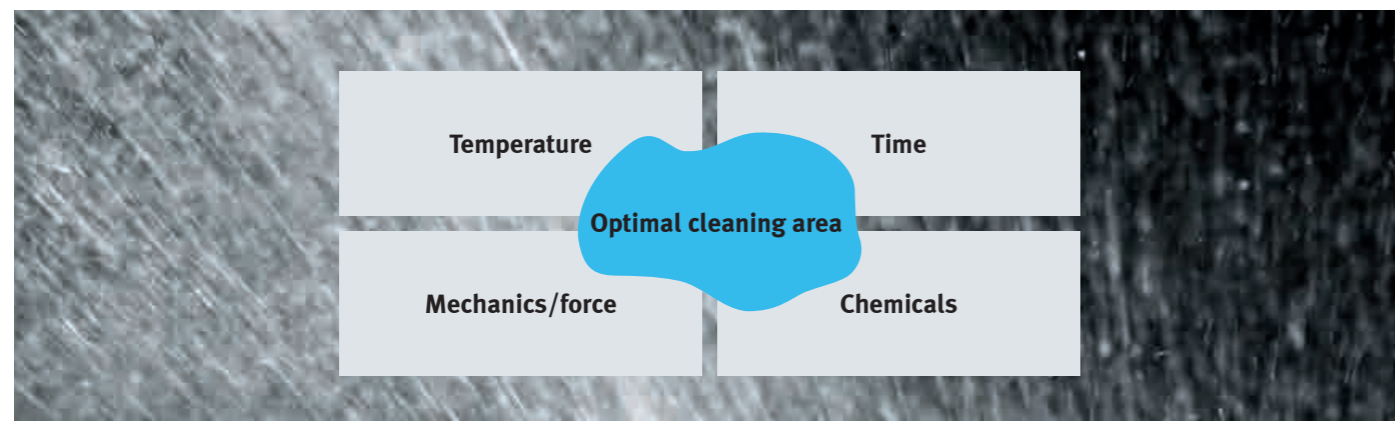 Temperature
Time
Optimal cleaning area
Mechanics/force
Chemicals